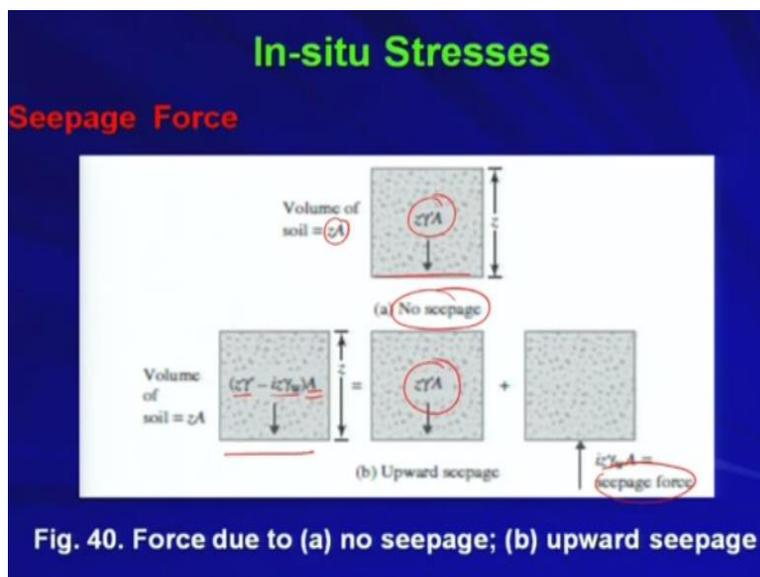 In-situ Stresses
Seepage Force
Volume of
soil = zA
zγ′A
z
(a) No seepage
Volume
of
soil = zA
(zγ′ − izγw)A
z
=
zγ′A
+
izγwA =
seepage force
(b) Upward seepage
Fig. 40. Force due to (a) no seepage; (b) upward seepage